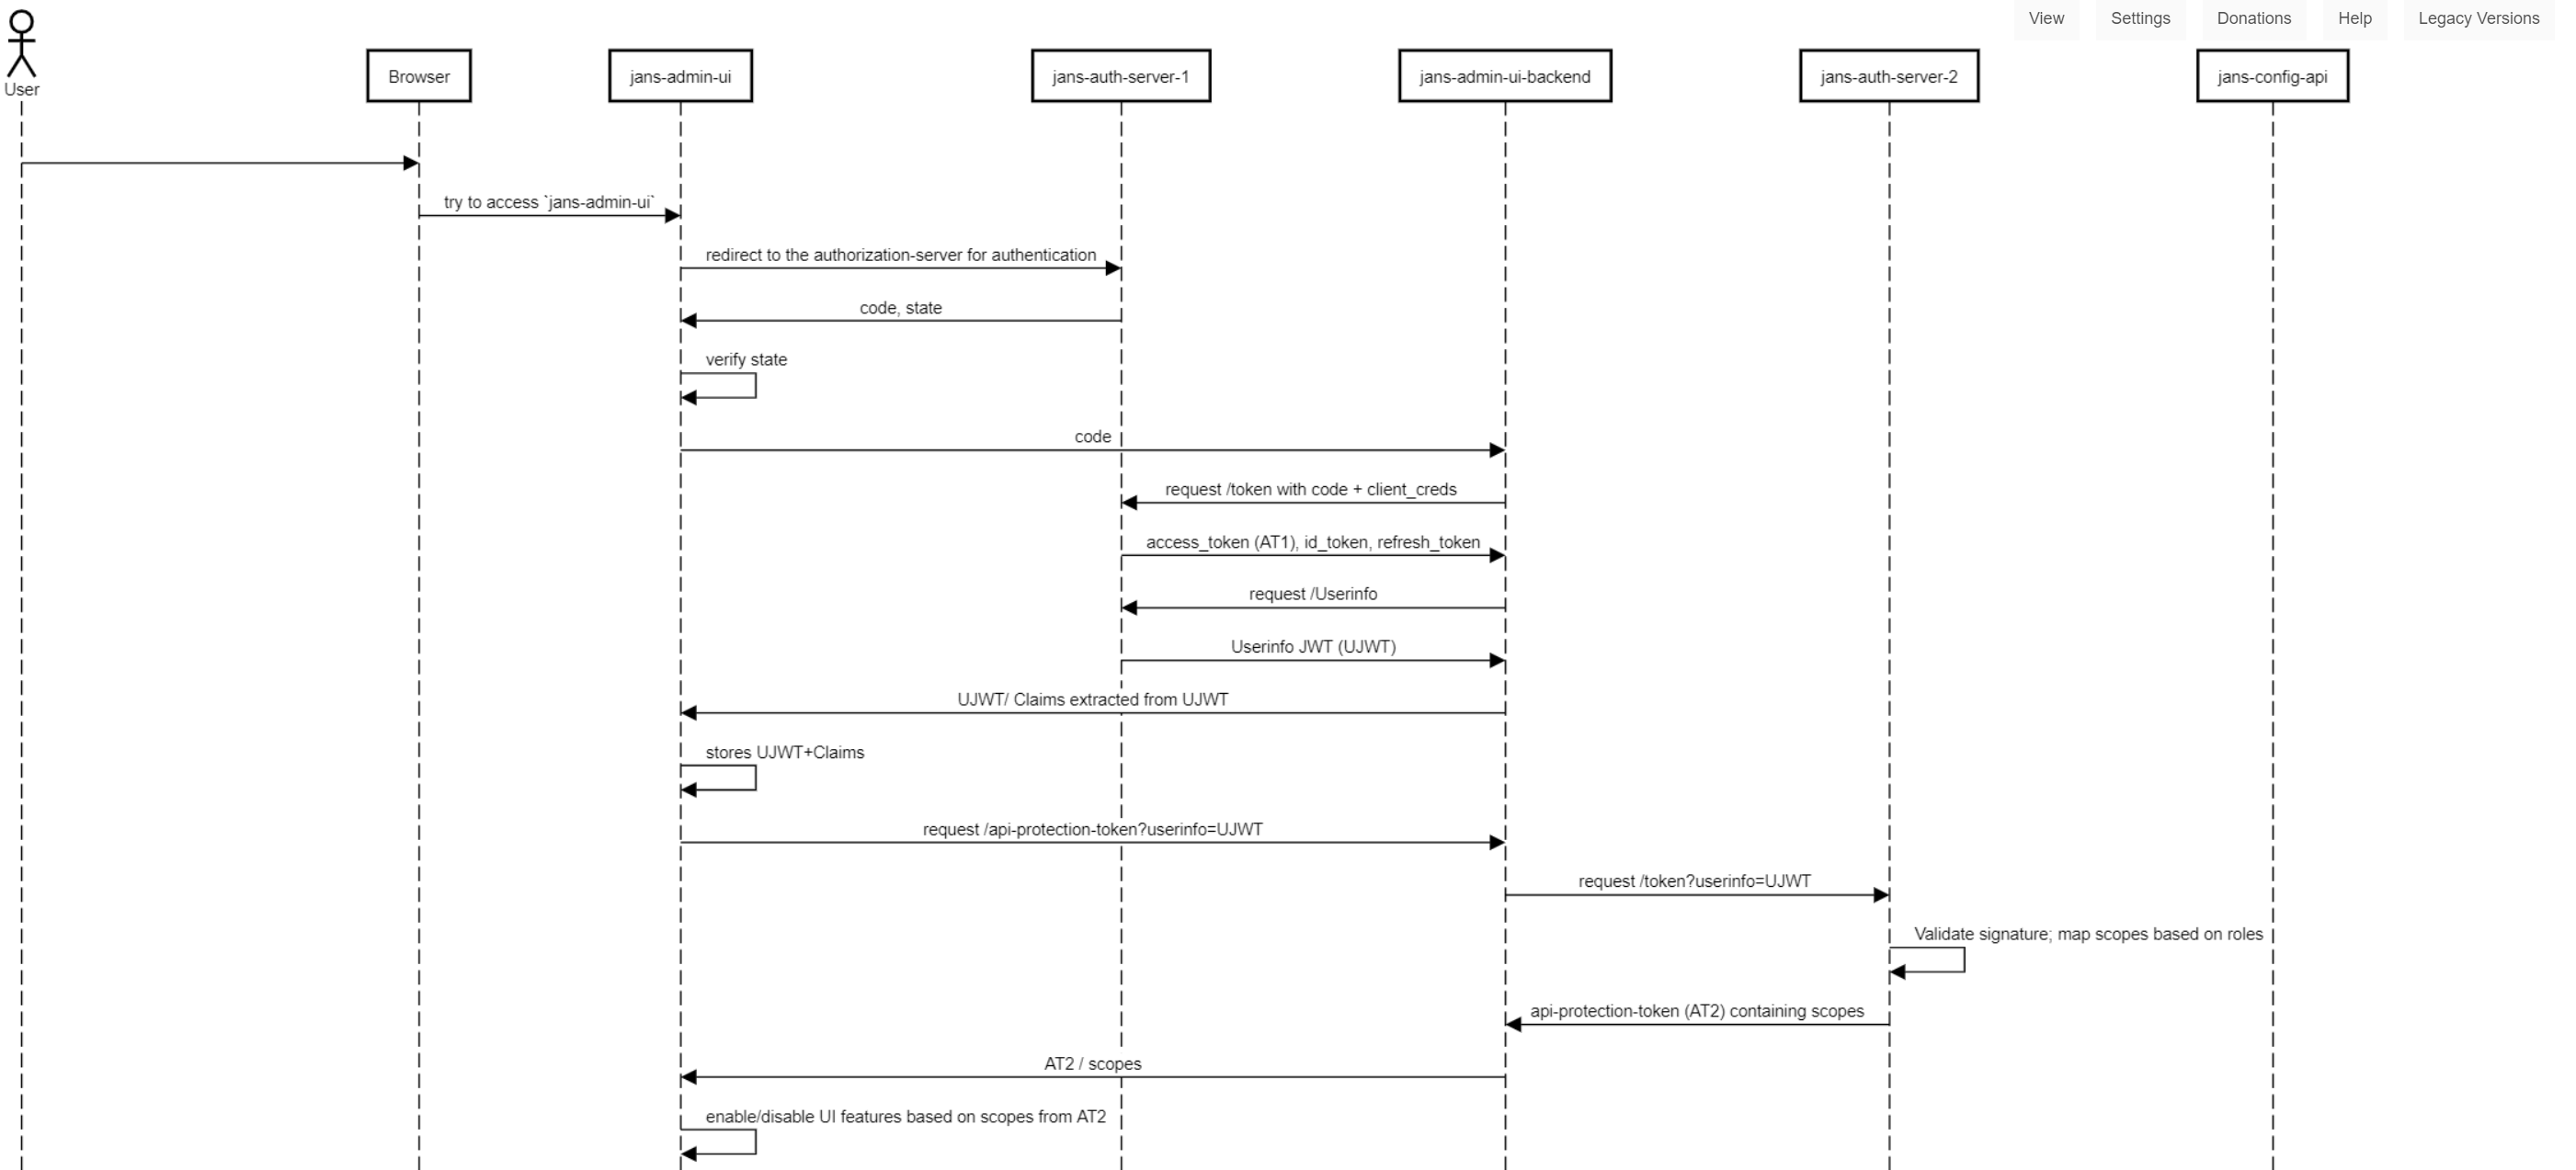 View Settings Donations Help Legacy Versions
User
Browser jans-admin-ui jans-auth-server-1 jans-admin-ui-backend jans-auth-server-2 jans-config-api
try to access `jans-admin-ui`
redirect to the authorization-server for authentication
code, state
verify state
code
request /token with code + client_creds
access_token (AT1), id_token, refresh_token
request /Userinfo
Userinfo JWT (UJWT)
UJWT/ Claims extracted from UJWT
stores UJWT+Claims
request /api-protection-token?userinfo=UJWT
request /token?userinfo=UJWT
Validate signature; map scopes based on roles
api-protection-token (AT2) containing scopes
AT2 / scopes
enable/disable UI features based on scopes from AT2